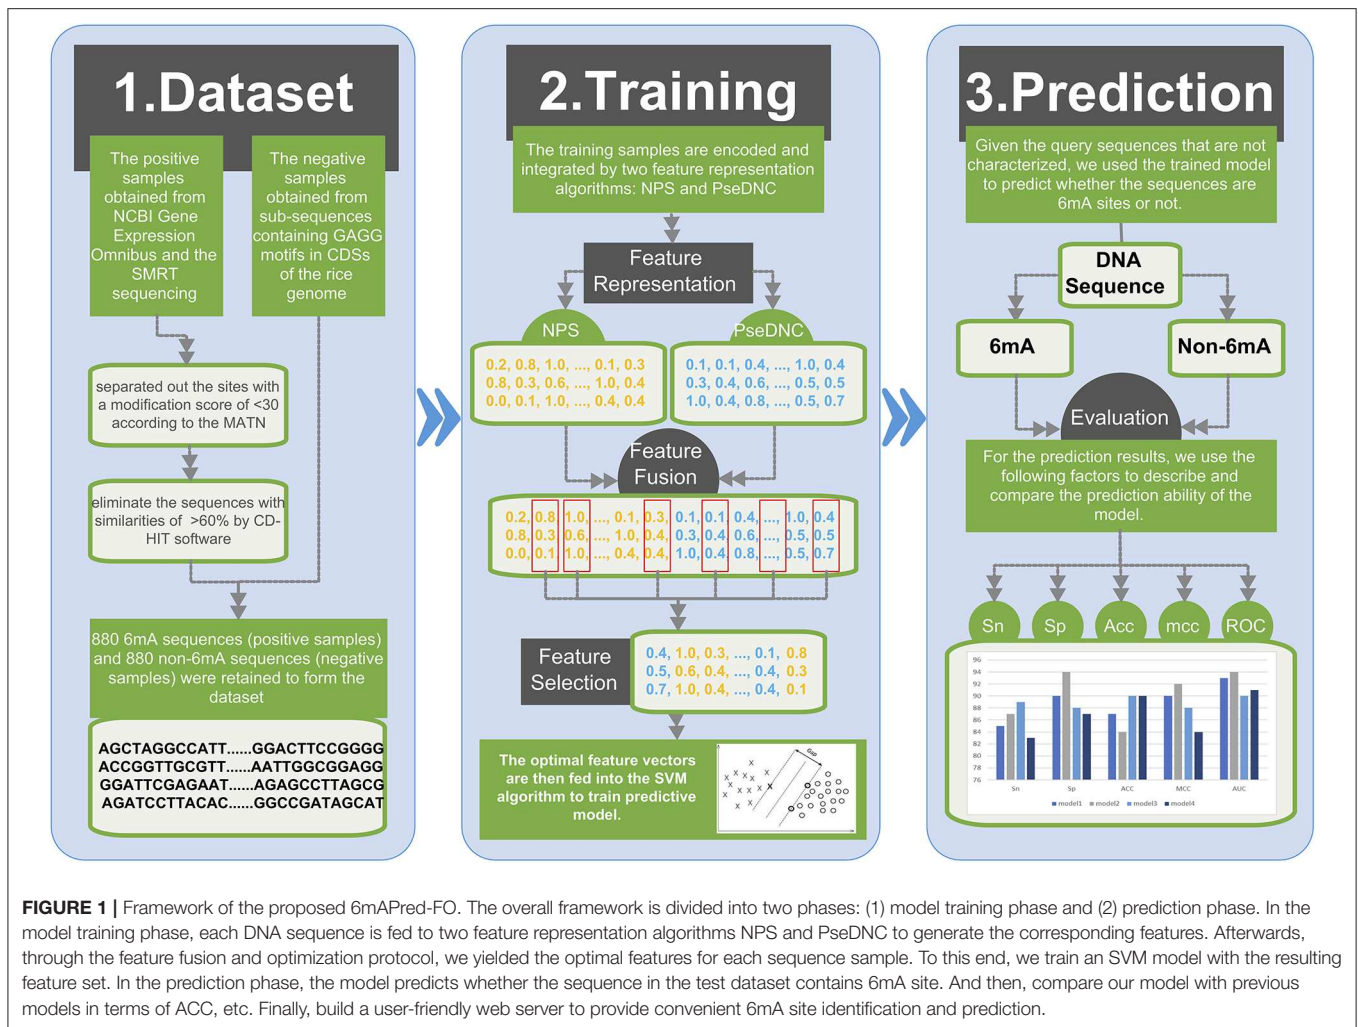 1.Dataset
The positive
samples
obtained from
NCBI Gene
Expression
Omnibus and the
SMRT
sequencing
The negative
samples
obtained from
sub-sequences
containing GAGG
motifs in CDSs
of the rice
genome
separated out the sites with
a modification score of <30
according to the MATN
eliminate the sequences with
similarities of >60% by CD-
HIT software
880 6mA sequences (positive samples)
and 880 non-6mA sequences (negative
samples) were retained to form the
dataset
AGCTAGGCCATT......GGACTTCCGGGG
ACCGGTTGCGTT.....AATTGGCGGAGG
GGATTCGAGAAT.....AGAGCCTTAGCG
AGATCCTTACAC......GGCCGATAGCAT
2.Training
The training samples are encoded and
integrated by two feature representation
algorithms: NPS and PseDNC
Feature
Representation
NPS
0.2, 0.8, 1.0, ..., 0.1, 0.3
0.8, 0.3, 0.6, ..., 1.0, 0.4
0.0, 0.1, 1.0, ..., 0.4, 0.4
PseDNC
0.1, 0.1, 0.4, ..., 1.0, 0.4
0.3, 0.4, 0.6, ..., 0.5, 0.5
1.0, 0.4, 0.8, ..., 0.5, 0.7
Feature
Fusion
0.2, 0.8, 1.0, ..., 0.1, 0.3, 0.1, 0.1, 0.4, ..., 1.0, 0.4
0.8, 0.3, 0.6, ..., 1.0, 0.4, 0.3, 0.4, 0.6, ..., 0.5, 0.5
0.0, 0.1, 1.0, ..., 0.4, 0.4, 1.0, 0.4, 0.8, ..., 0.5, 0.7
Feature
Selection
0.4, 1.0, 0.3, ..., 0.1, 0.8
0.5, 0.6, 0.4, ..., 0.4, 0.3
0.7, 1.0, 0.4, ..., 0.4, 0.1
The optimal feature vectors
are then fed into the SVM
algorithm to train predictive
model.
Gap
3.Prediction
Given the query sequences that are not
characterized, we used the trained model
to predict whether the sequences are
6mA sites or not.
DNA
Sequence
6mA
Non-6mA
Evaluation
For the prediction results, we use the
following factors to describe and
compare the prediction ability of the
model.
Sn
Sp
Acc
mcc
ROC
96
94
92
90
88
86
84
82
80
78
76
Sn
Sp
ACC
MCC
AUC
model1 model2 model3 model4
FIGURE 1 | Framework of the proposed 6mAPred-FO. The overall framework is divided into two phases: (1) model training phase and (2) prediction phase. In the
model training phase, each DNA sequence is fed to two feature representation algorithms NPS and PseDNC to generate the corresponding features. Afterwards,
through the feature fusion and optimization protocol, we yielded the optimal features for each sequence sample. To this end, we train an SVM model with the resulting
feature set. In the prediction phase, the model predicts whether the sequence in the test dataset contains 6mA site. And then, compare our model with previous
models in terms of ACC, etc. Finally, build a user-friendly web server to provide convenient 6mA site identification and prediction.